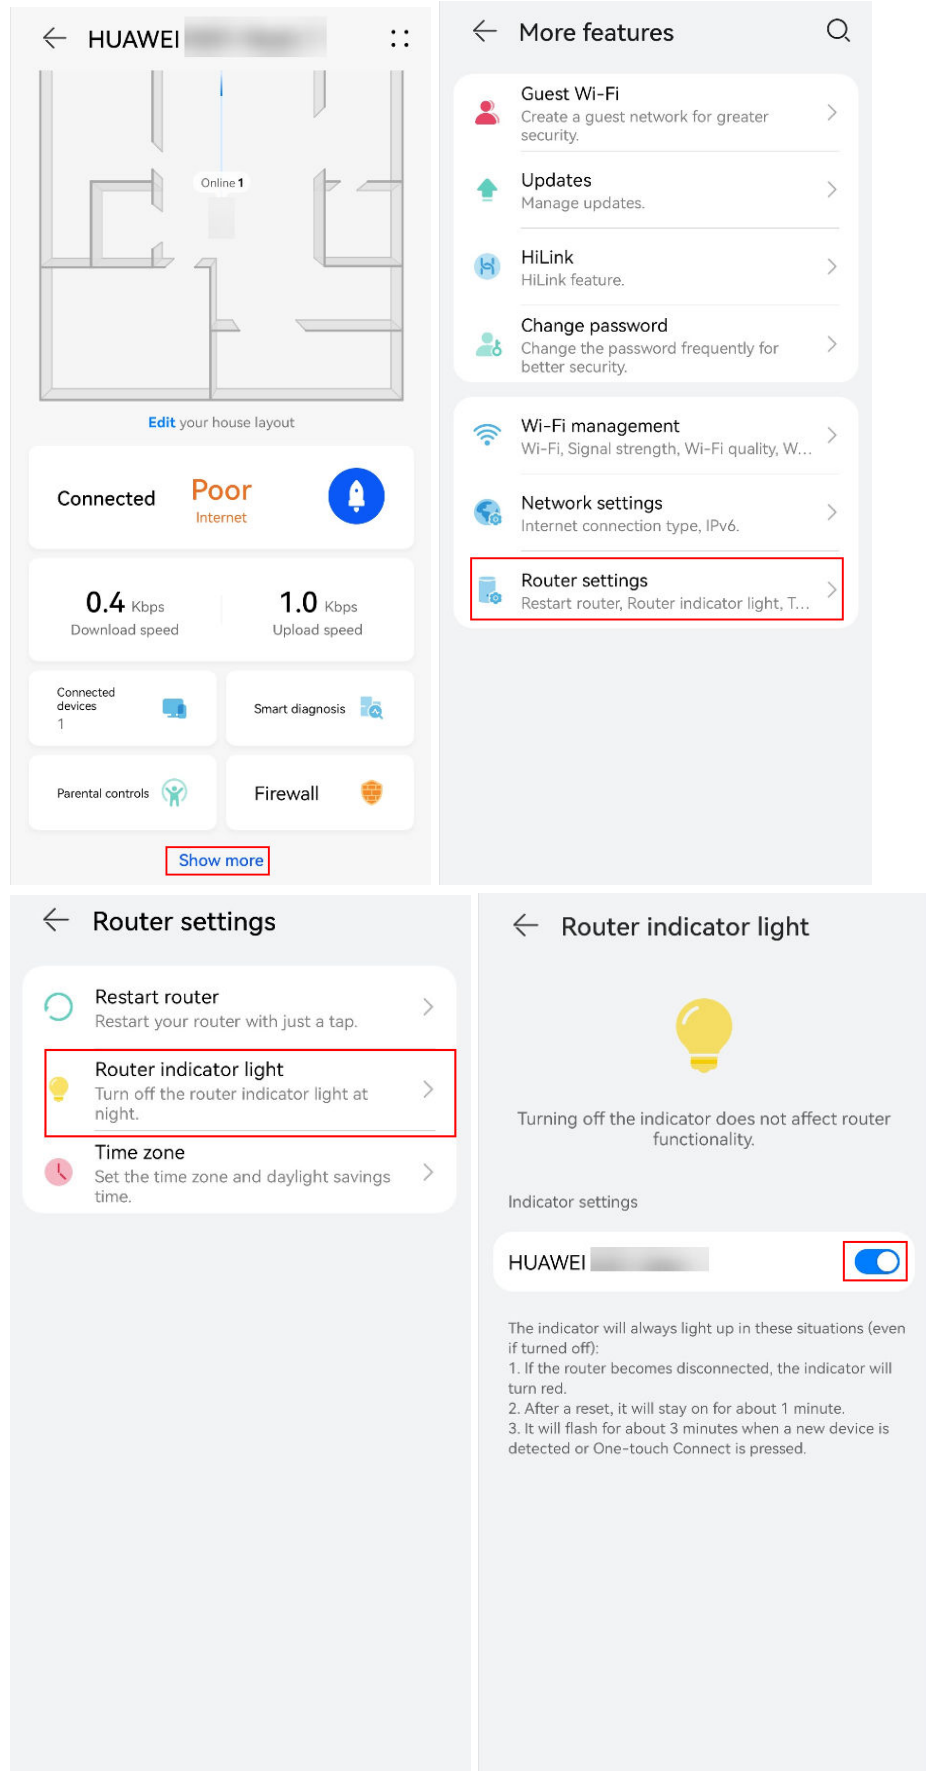 HUAWEI
Online 1
Edit your house layout
Connected
Poor
Internet
0.4 Kbps
Download speed
1.0 Kbps
Upload speed
Connected
devices
1
Smart diagnosis
Parental controls
Firewall
Show more
More features
Guest Wi-Fi
Create a guest network for greater
security.
Updates
Manage updates.
HiLink
HiLink feature.
Change password
Change the password frequently for
better security.
Wi-Fi management
Wi-Fi, Signal strength, Wi-Fi quality, W...
Network settings
Internet connection type, IPv6.
Router settings
Restart router, Router indicator light, T...
Router settings
Restart router
Restart your router with just a tap.
Router indicator light
Turn off the router indicator light at
night.
Time zone
Set the time zone and daylight savings
time.
Router indicator light
Turning off the indicator does not affect router
functionality.
Indicator settings
HUAWEI
The indicator will always light up in these situations (even
if turned off):
1. If the router becomes disconnected, the indicator will
turn red.
2. After a reset, it will stay on for about 1 minute.
3. It will flash for about 3 minutes when a new device is
detected or One-touch Connect is pressed.